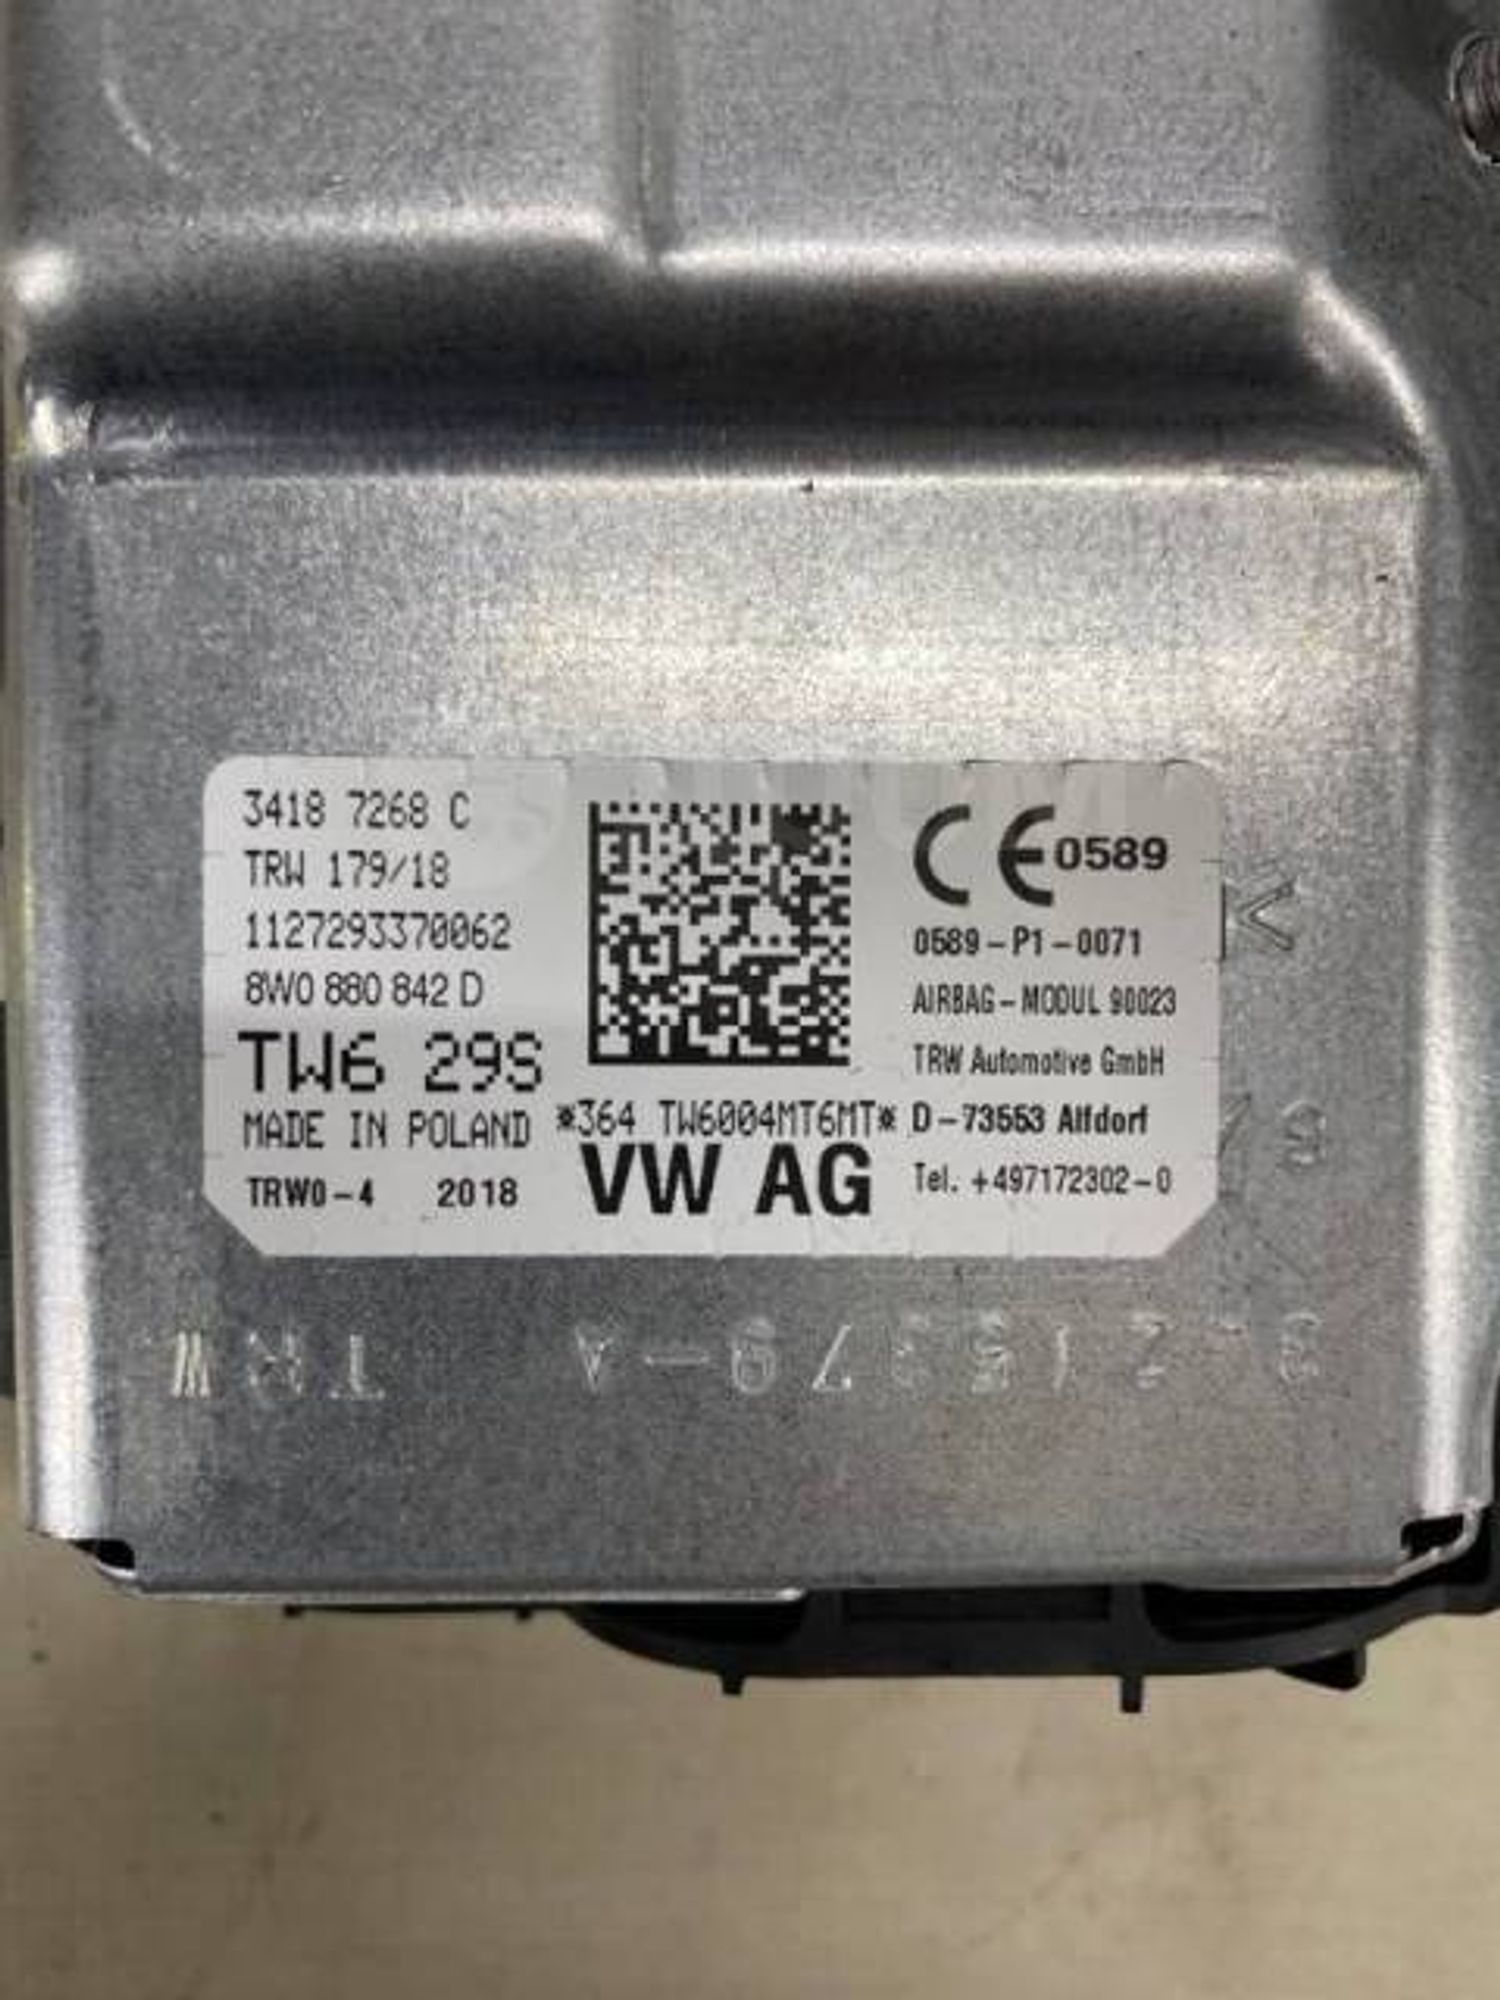 3418 7268 C
TRW 179/18
1127293370062
8W0 880 842 D
TW6 29S
MADE IN POLAND
TRW0-4 2018
*364 TW6004MT6MT*
VW AG
CE 0589
0589-P1-0071
AIRBAG-MODUL 90023
TRW Automotive GmbH
D-73553 Alfdorf
Tel. +497172302-0
TRW